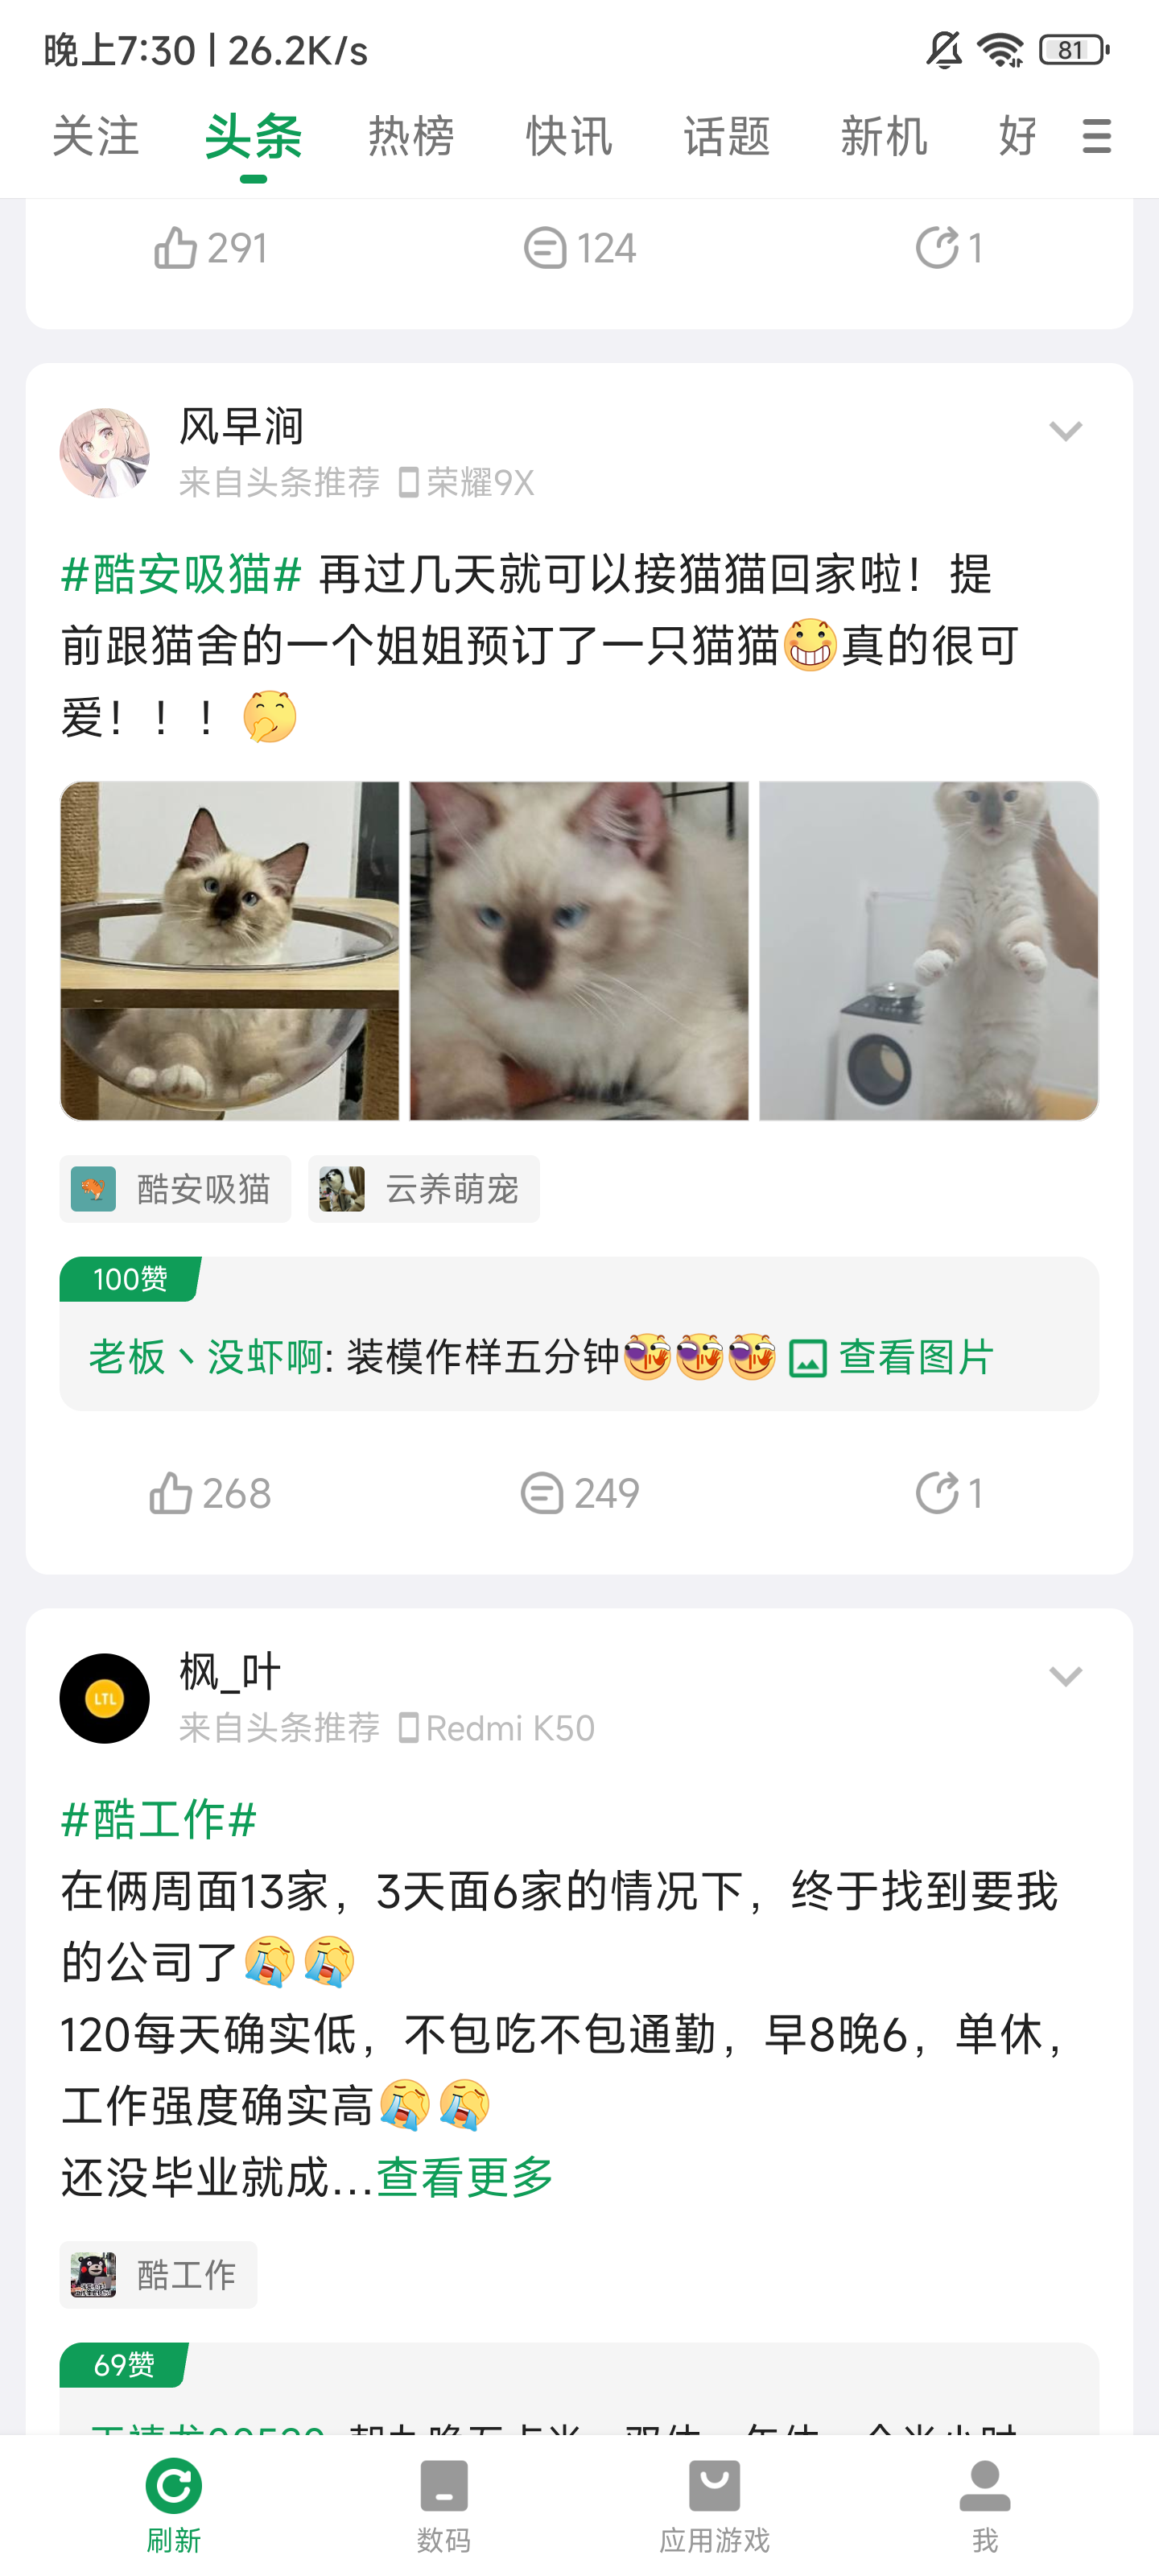 晚上7:30 | 26.2K/s
81
关注 头条 热榜 快讯 话题 新机 好
291 124 1
风早涧
来自头条推荐 荣耀9X
#酷安吸猫# 再过几天就可以接猫猫回家啦！提
前跟猫舍的一个姐姐预订了一只猫猫真的很可
爱！！！
酷安吸猫 云养萌宠
100赞
老板丶没虾啊: 装模作样五分钟 查看图片
268 249 1
LTL
枫_叶
来自头条推荐 Redmi K50
#酷工作#
在俩周面13家，3天面6家的情况下，终于找到要我
的公司了
120每天确实低，不包吃不包通勤，早8晚6，单休，
工作强度确实高
还没毕业就成...查看更多
酷工作
69赞
刷新 数码 应用游戏 我